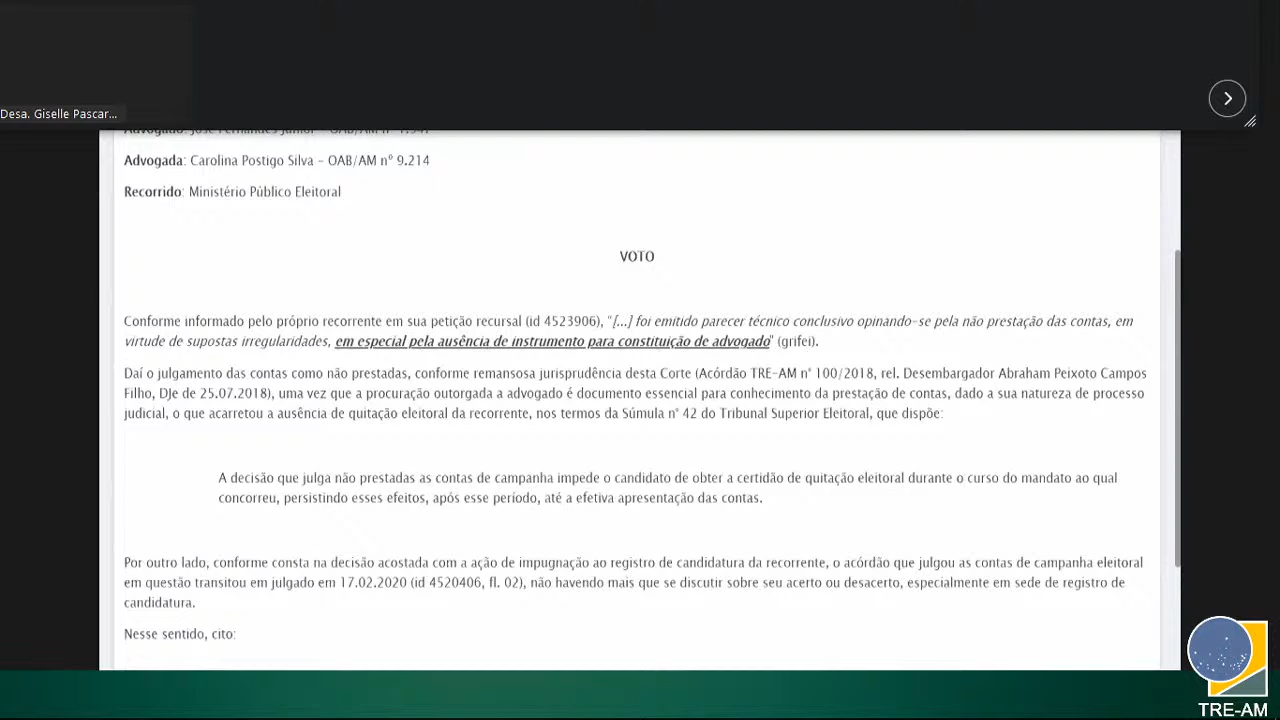 Desa. Giselle Pascar...
Advogado: José Fernandes Júnior – OAB/AM nº 1.947
Advogada: Carolina Postigo Silva – OAB/AM nº 9.214
Recorrido: Ministério Público Eleitoral
VOTO
Conforme informado pelo próprio recorrente em sua petição recursal (id 4523906), "[...] foi emitido parecer técnico conclusivo opinando-se pela não prestação das contas, em
virtude de supostas irregularidades, em especial pela ausência de instrumento para constituição de advogado" (grifei).
Daí o julgamento das contas como não prestadas, conforme remansosa jurisprudência desta Corte (Acórdão TRE-AM n° 100/2018, rel. Desembargador Abraham Peixoto Campos
Filho, DJe de 25.07.2018), uma vez que a procuração outorgada a advogado é documento essencial para conhecimento da prestação de contas, dado a sua natureza de processo
judicial, o que acarretou a ausência de quitação eleitoral da recorrente, nos termos da Súmula n° 42 do Tribunal Superior Eleitoral, que dispõe:
A decisão que julga não prestadas as contas de campanha impede o candidato de obter a certidão de quitação eleitoral durante o curso do mandato ao qual
concorreu, persistindo esses efeitos, após esse período, até a efetiva apresentação das contas.
Por outro lado, conforme consta na decisão acostada com a ação de impugnação ao registro de candidatura da recorrente, o acórdão que julgou as contas de campanha eleitoral
em questão transitou em julgado em 17.02.2020 (id 4520406, fl. 02), não havendo mais que se discutir sobre seu acerto ou desacerto, especialmente em sede de registro de
candidatura.
Nesse sentido, cito:
TRE-AM